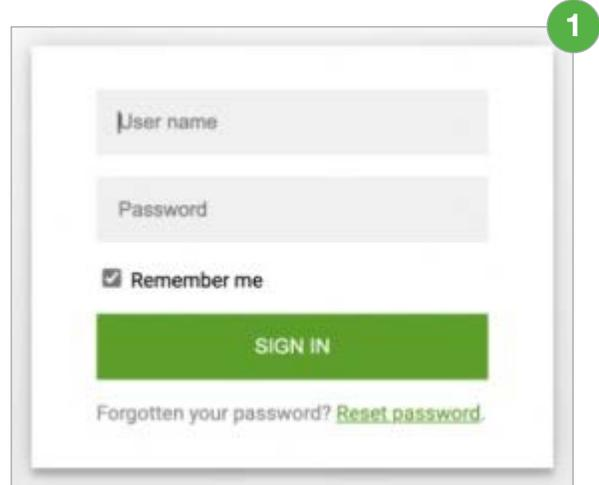 1
User name
Password
Remember me
SIGN IN
Forgotten your password? Reset password.